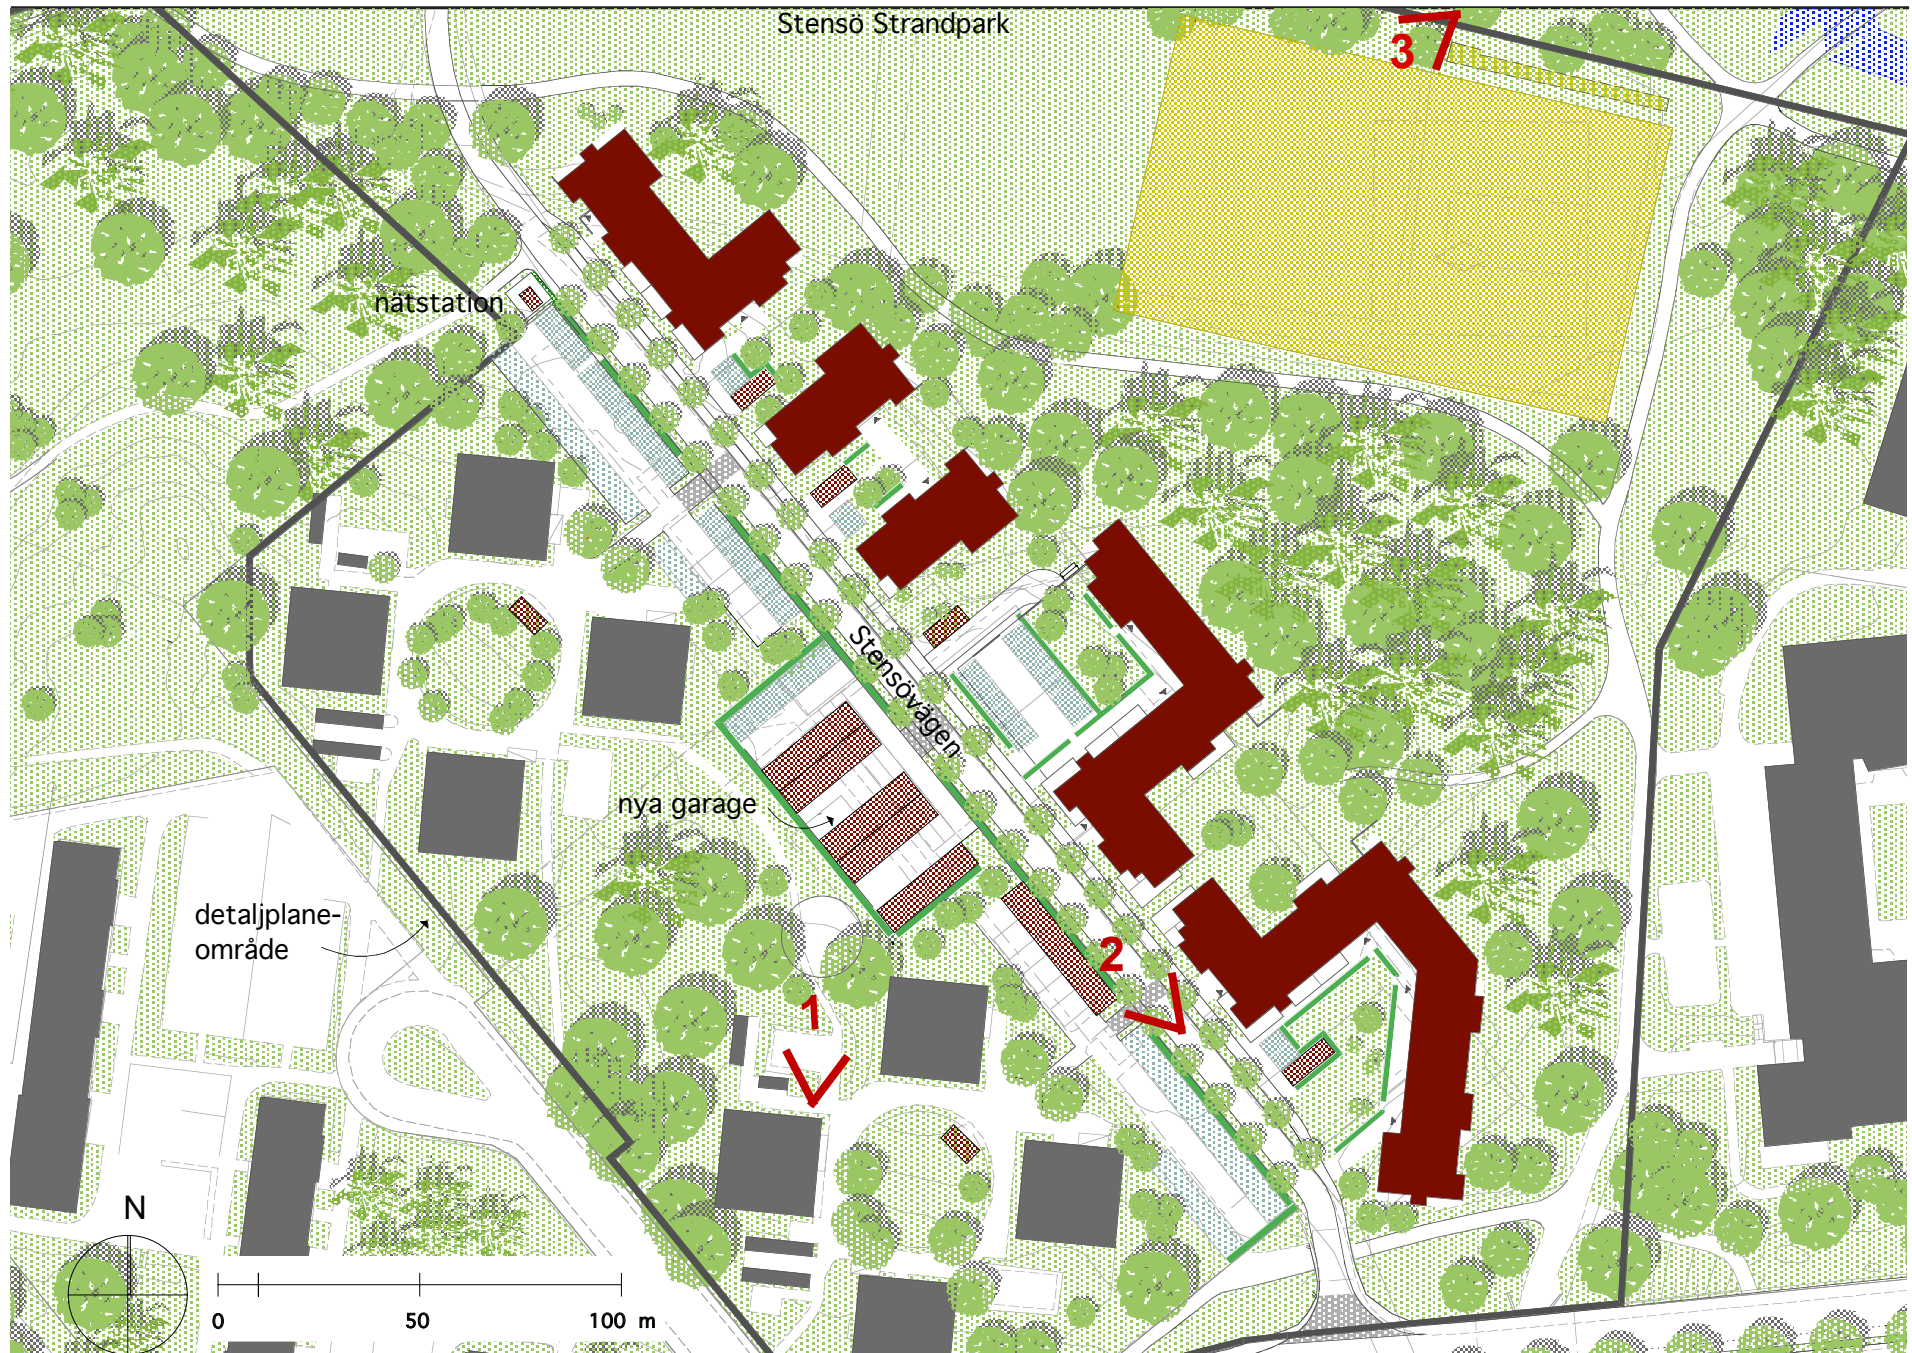 Stensö Strandpark
3
nätstation
Stensövägen
nya garage
detaljplane-
område
2
1
N
0 50 100 m